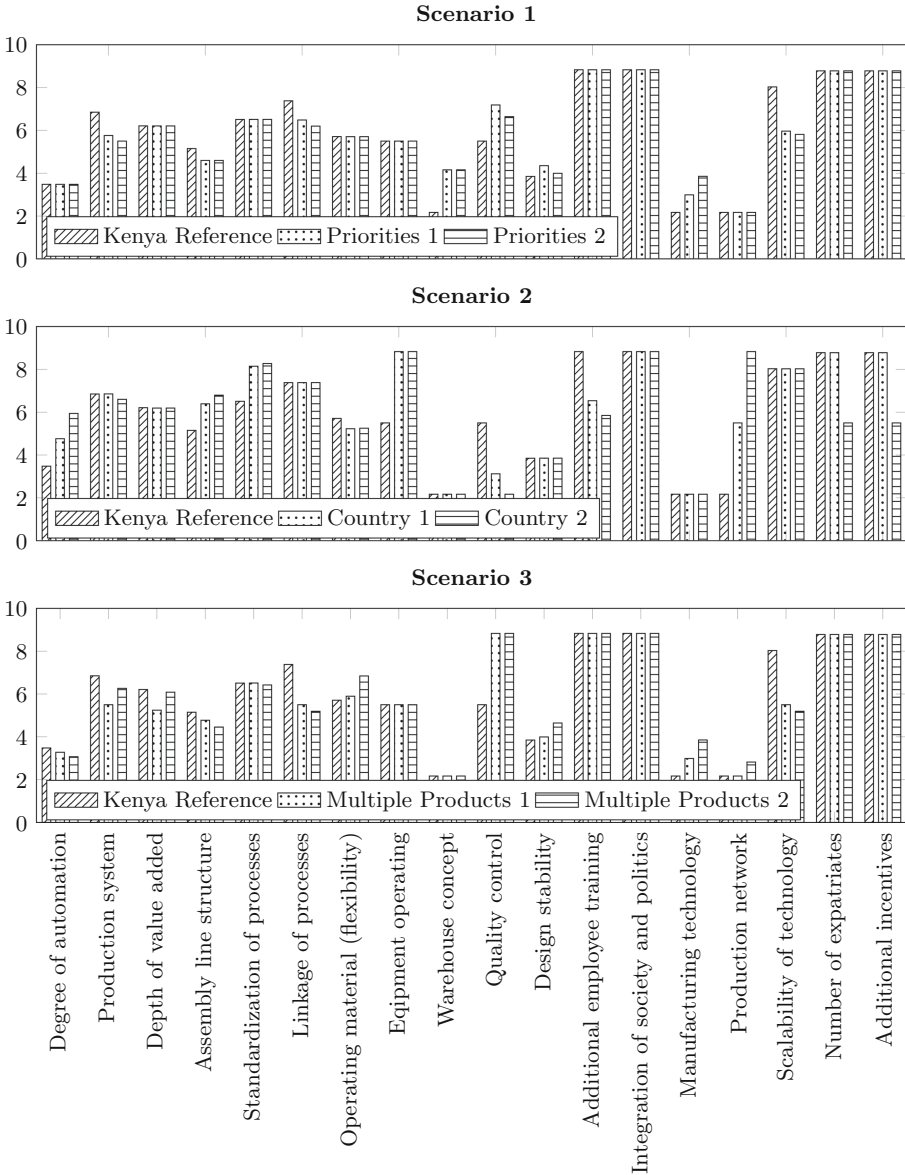 Scenario 1
10
8
6
4
2
0
Kenya Reference Priorities 1 Priorities 2
Scenario 2
10
8
6
4
2
0
Kenya Reference Country 1 Country 2
Scenario 3
10
8
6
4
2
0
Kenya Reference Multiple Products 1 Multiple Products 2
Degree of automation
Production system
Depth of value added
Assembly line structure
Standardization of processes
Linkage of processes
Operating material (flexibility)
Eqipment operating
Warehouse concept
Quality control
Design stability
Additional employee training
Integration of society and politics
Manufacturing technology
Production network
Scalability of technology
Number of expatriates
Additional incentives